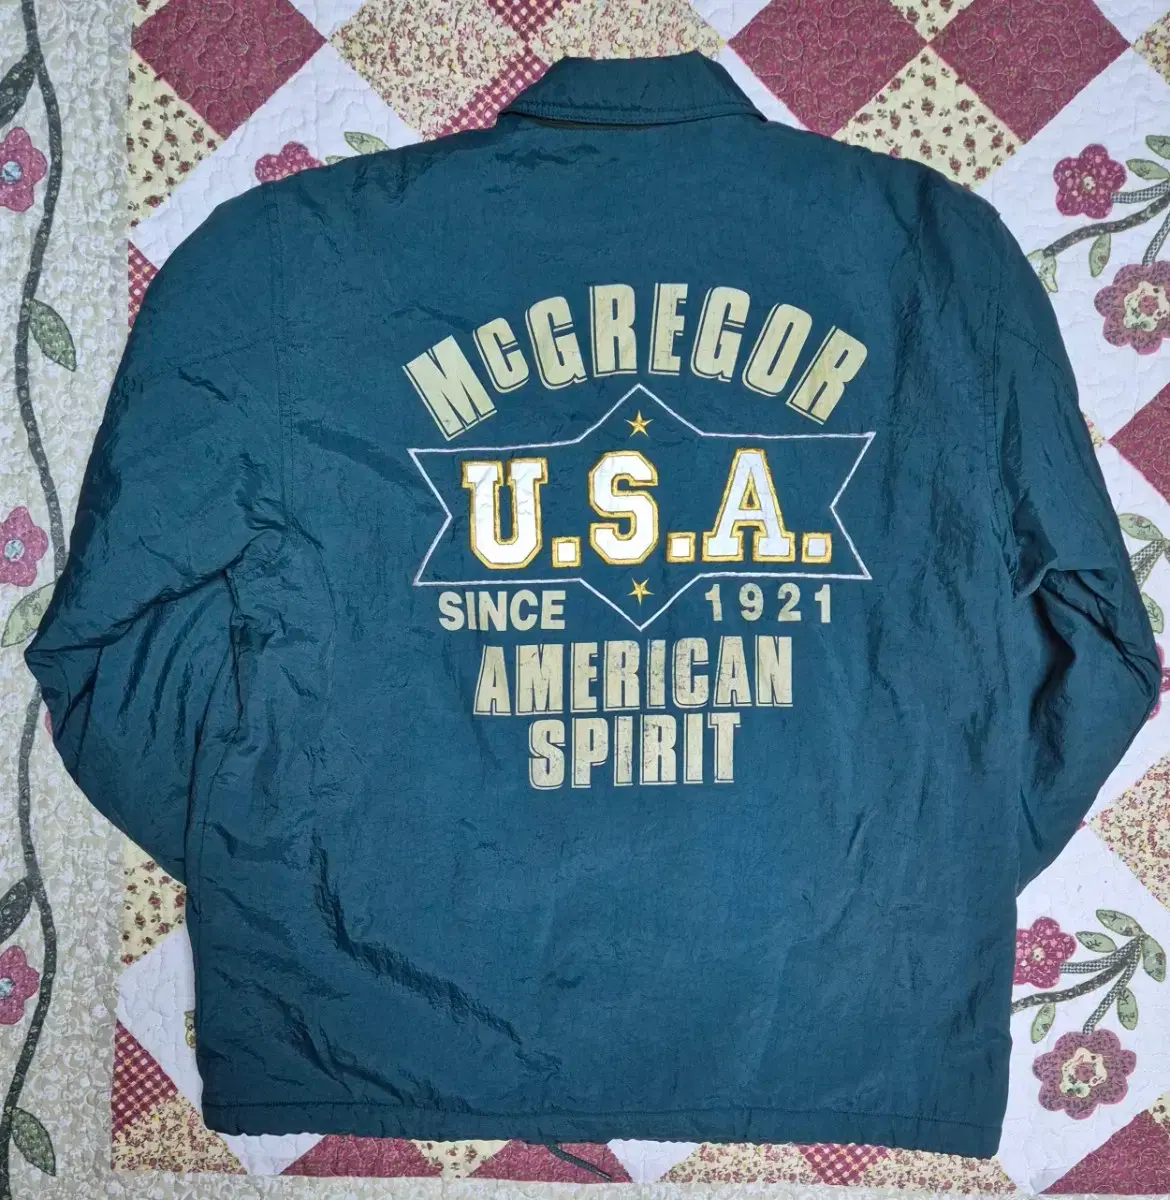 McGREGOR
U.S.A.
SINCE 1921
AMERICAN
SPIRIT